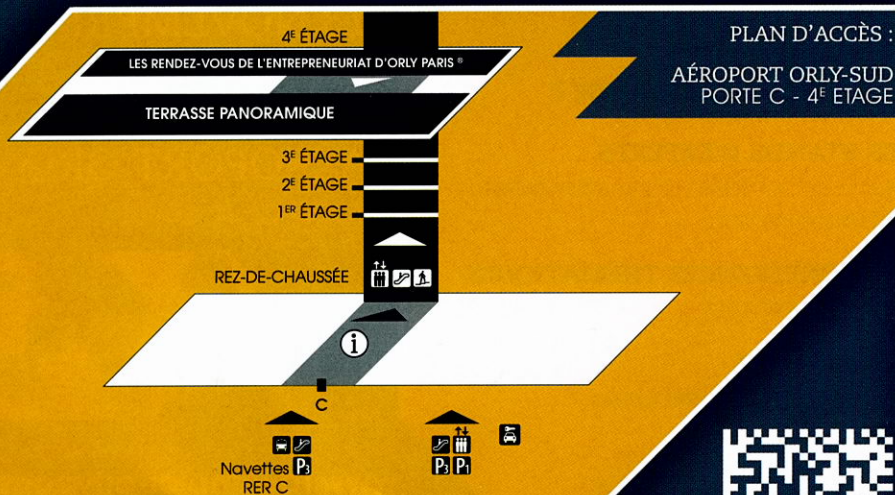 PLAN D'ACCÈS :
AÉROPORT ORLY-SUD
PORTE C - 4E ETAGE
4E ÉTAGE
LES RENDEZ-VOUS DE L'ENTREPRENEURIAT D'ORLY PARIS ®
TERRASSE PANORAMIQUE
3E ÉTAGE
2E ÉTAGE
1ER ÉTAGE
REZ-DE-CHAUSSÉE
i
C
Navettes P3
RER C
P3 P1